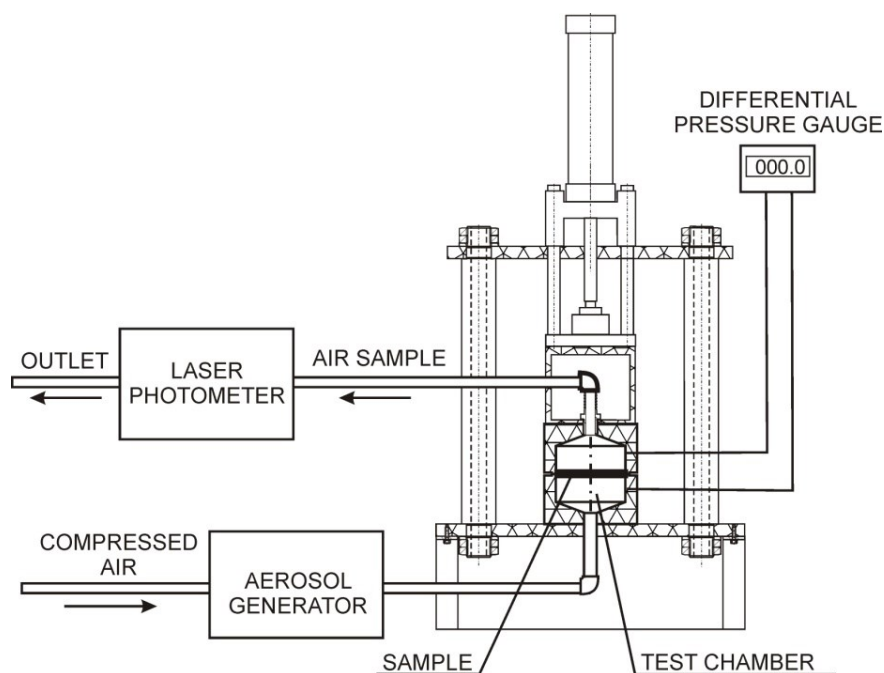 DIFFERENTIAL
PRESSURE GAUGE
000.0
OUTLET
LASER
PHOTOMETER
AIR SAMPLE
COMPRESSED
AIR
AEROSOL
GENERATOR
SAMPLE
TEST CHAMBER